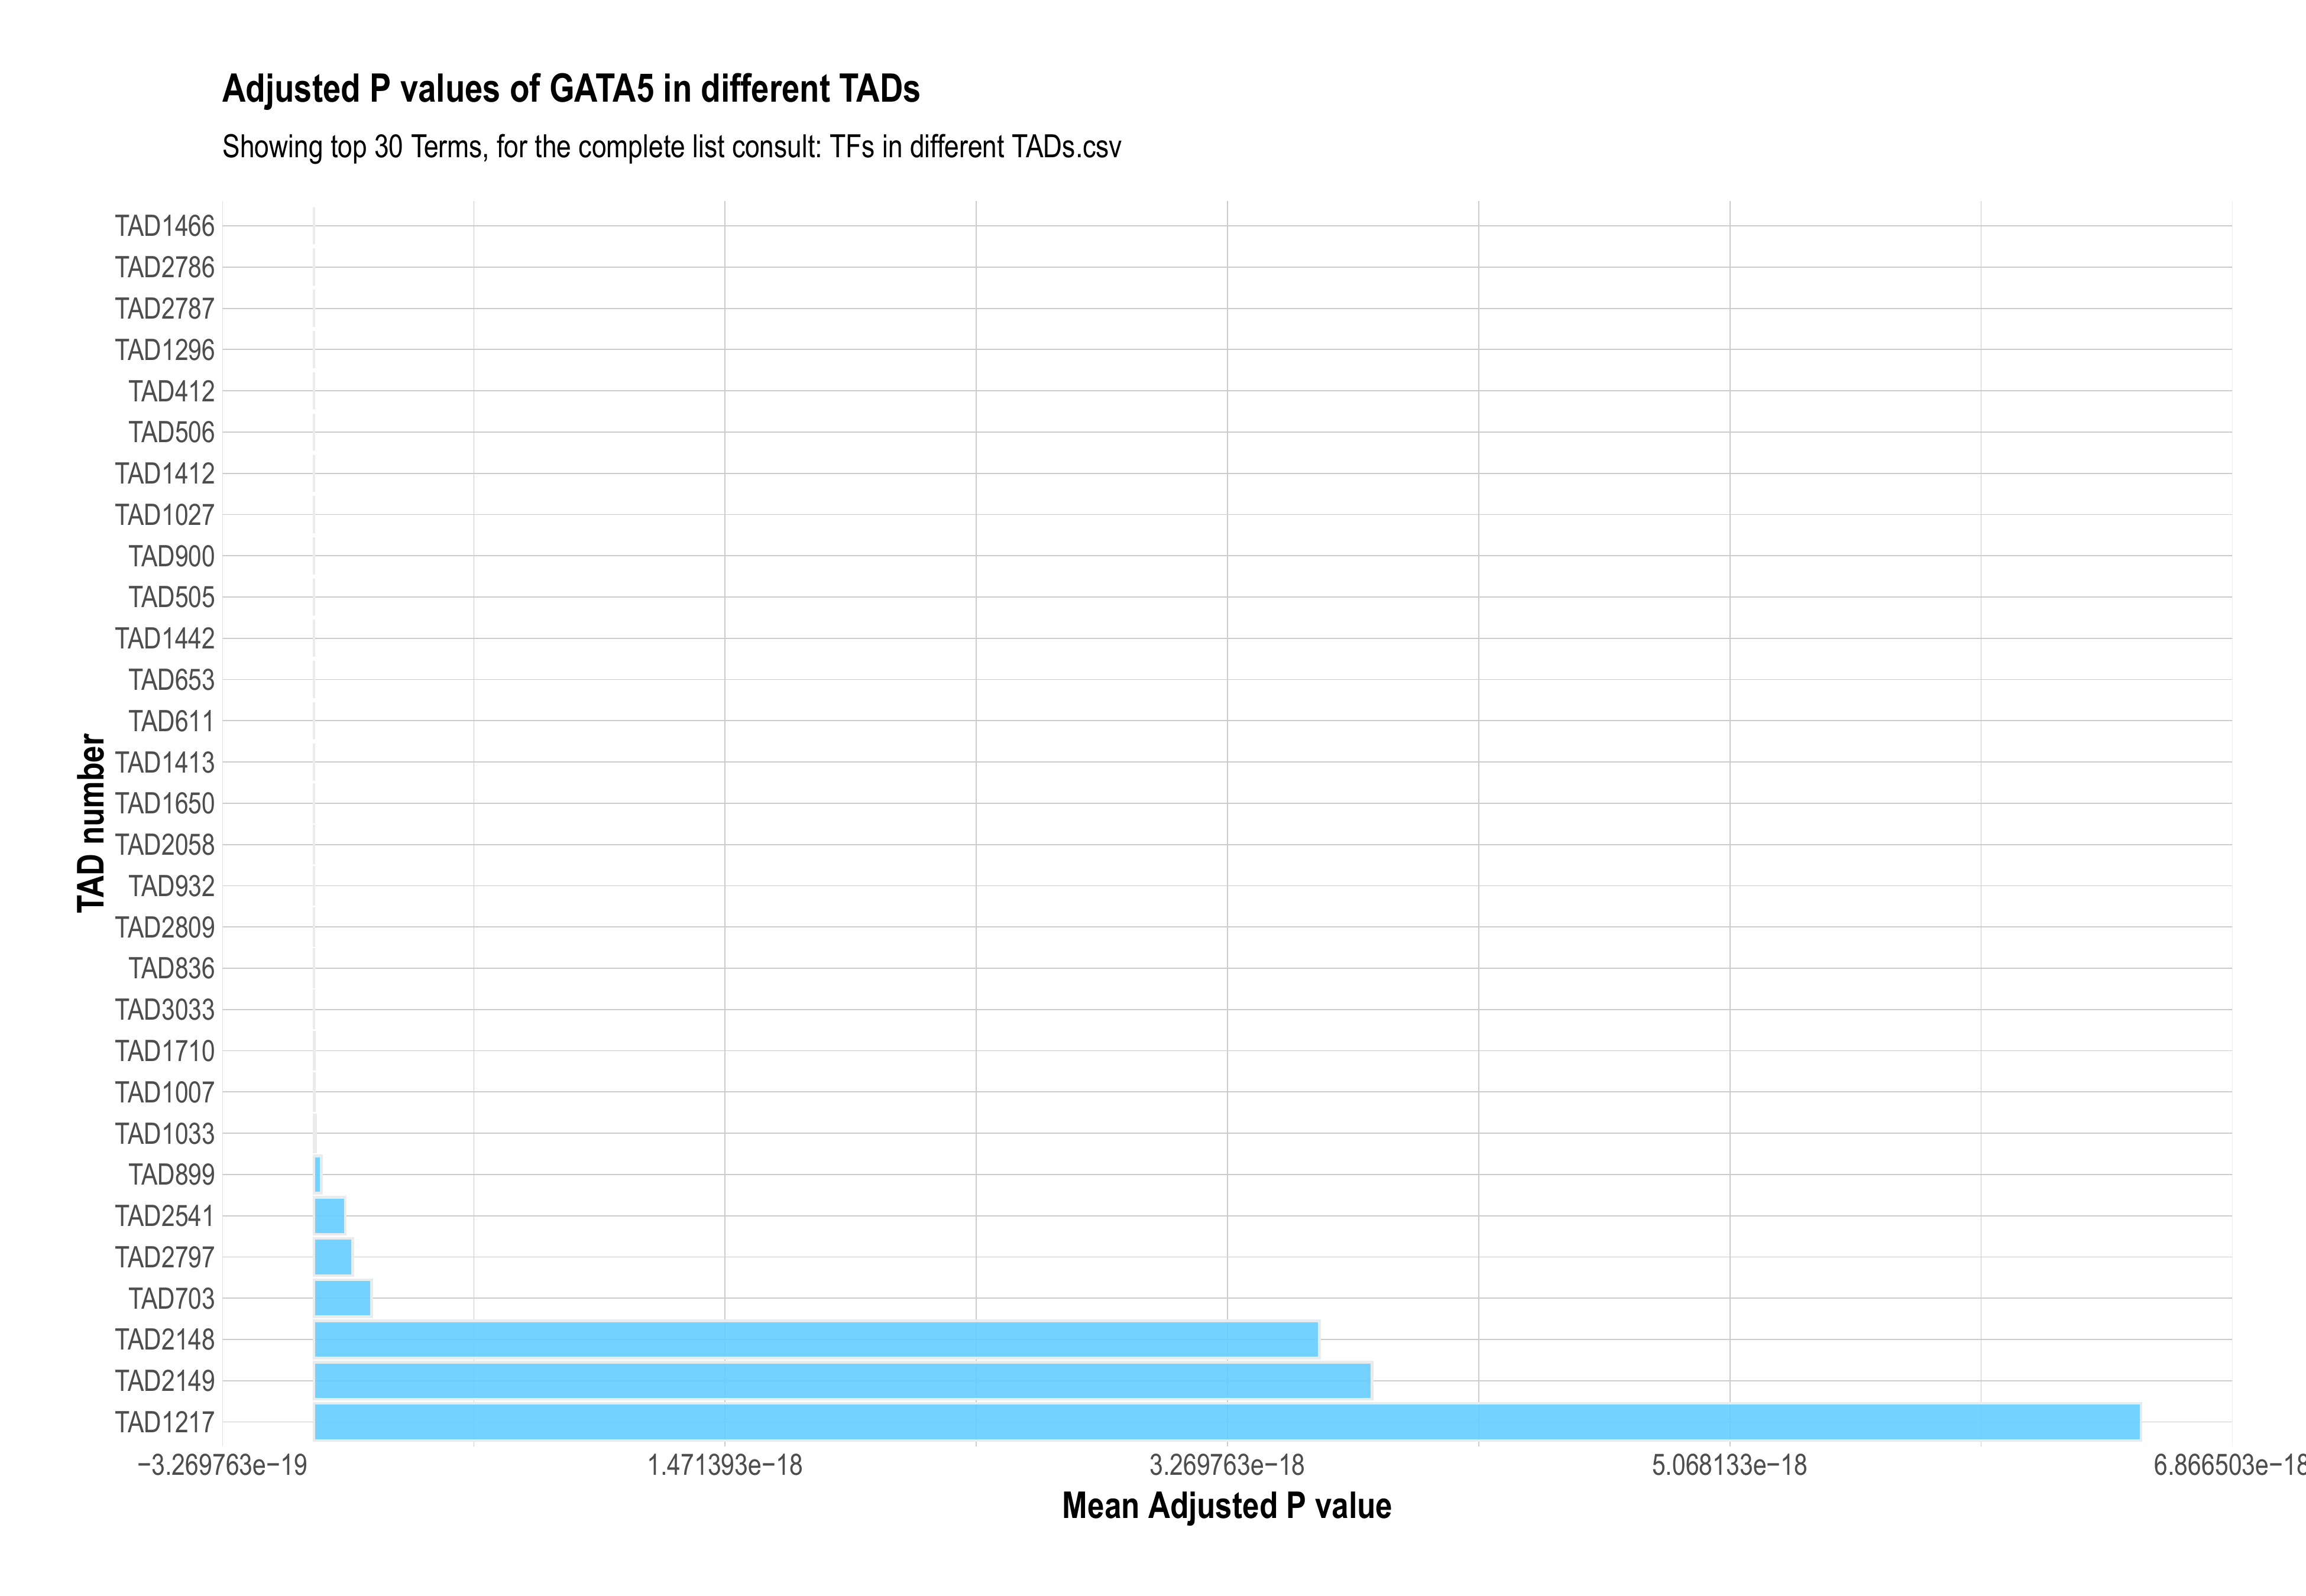 Adjusted P values of GATA5 in different TADs
Showing top 30 Terms, for the complete list consult: TFs in different TADs.csv
TAD number
TAD1466
TAD2786
TAD2787
TAD1296
TAD412
TAD506
TAD1412
TAD1027
TAD900
TAD505
TAD1442
TAD653
TAD611
TAD1413
TAD1650
TAD2058
TAD932
TAD2809
TAD836
TAD3033
TAD1710
TAD1007
TAD1033
TAD899
TAD2541
TAD2797
TAD703
TAD2148
TAD2149
TAD1217
−3.269763e−19 1.471393e−18 3.269763e−18 5.068133e−18 6.866503e−18
Mean Adjusted P value